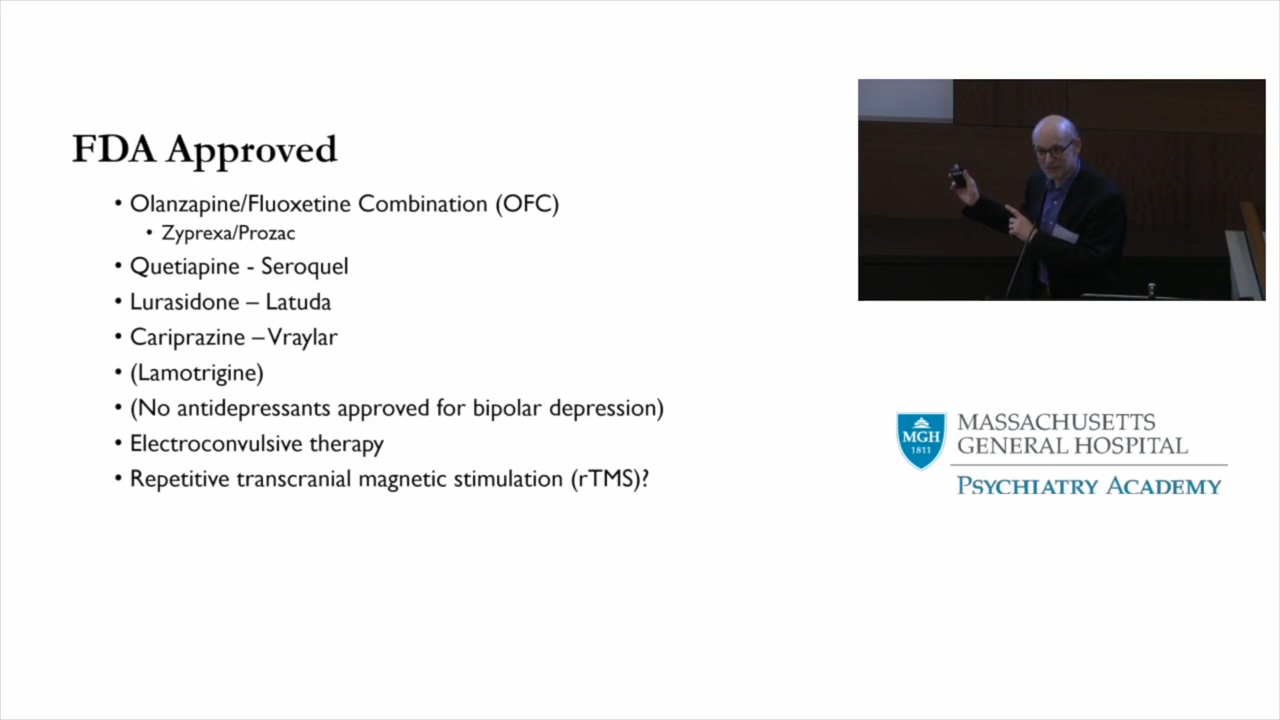 FDA Approved
• Olanzapine/Fluoxetine Combination (OFC)
• Zyprexa/Prozac
• Quetiapine - Seroquel
• Lurasidone – Latuda
• Cariprazine – Vraylar
• (Lamotrigine)
• (No antidepressants approved for bipolar depression)
• Electroconvulsive therapy
• Repetitive transcranial magnetic stimulation (rTMS)?
MGH
1811
MASSACHUSETTS
GENERAL HOSPITAL
PSYCHIATRY ACADEMY